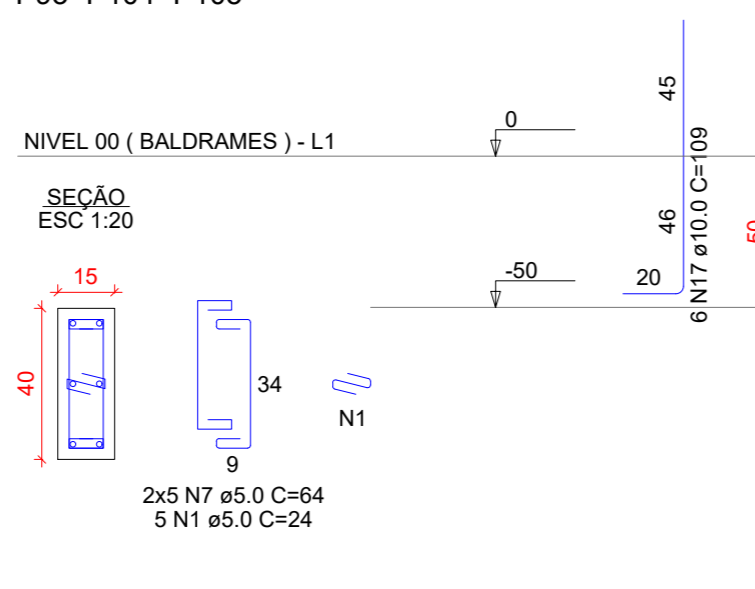 45
0
NIVEL 00 ( BALDRAMES ) - L1
6 N17 ø10.0 C=109
SEÇÃO
ESC 1:20
46
-50
20
15
40
34
N1
9
2x5 N7 ø5.0 C=64
5 N1 ø5.0 C=24